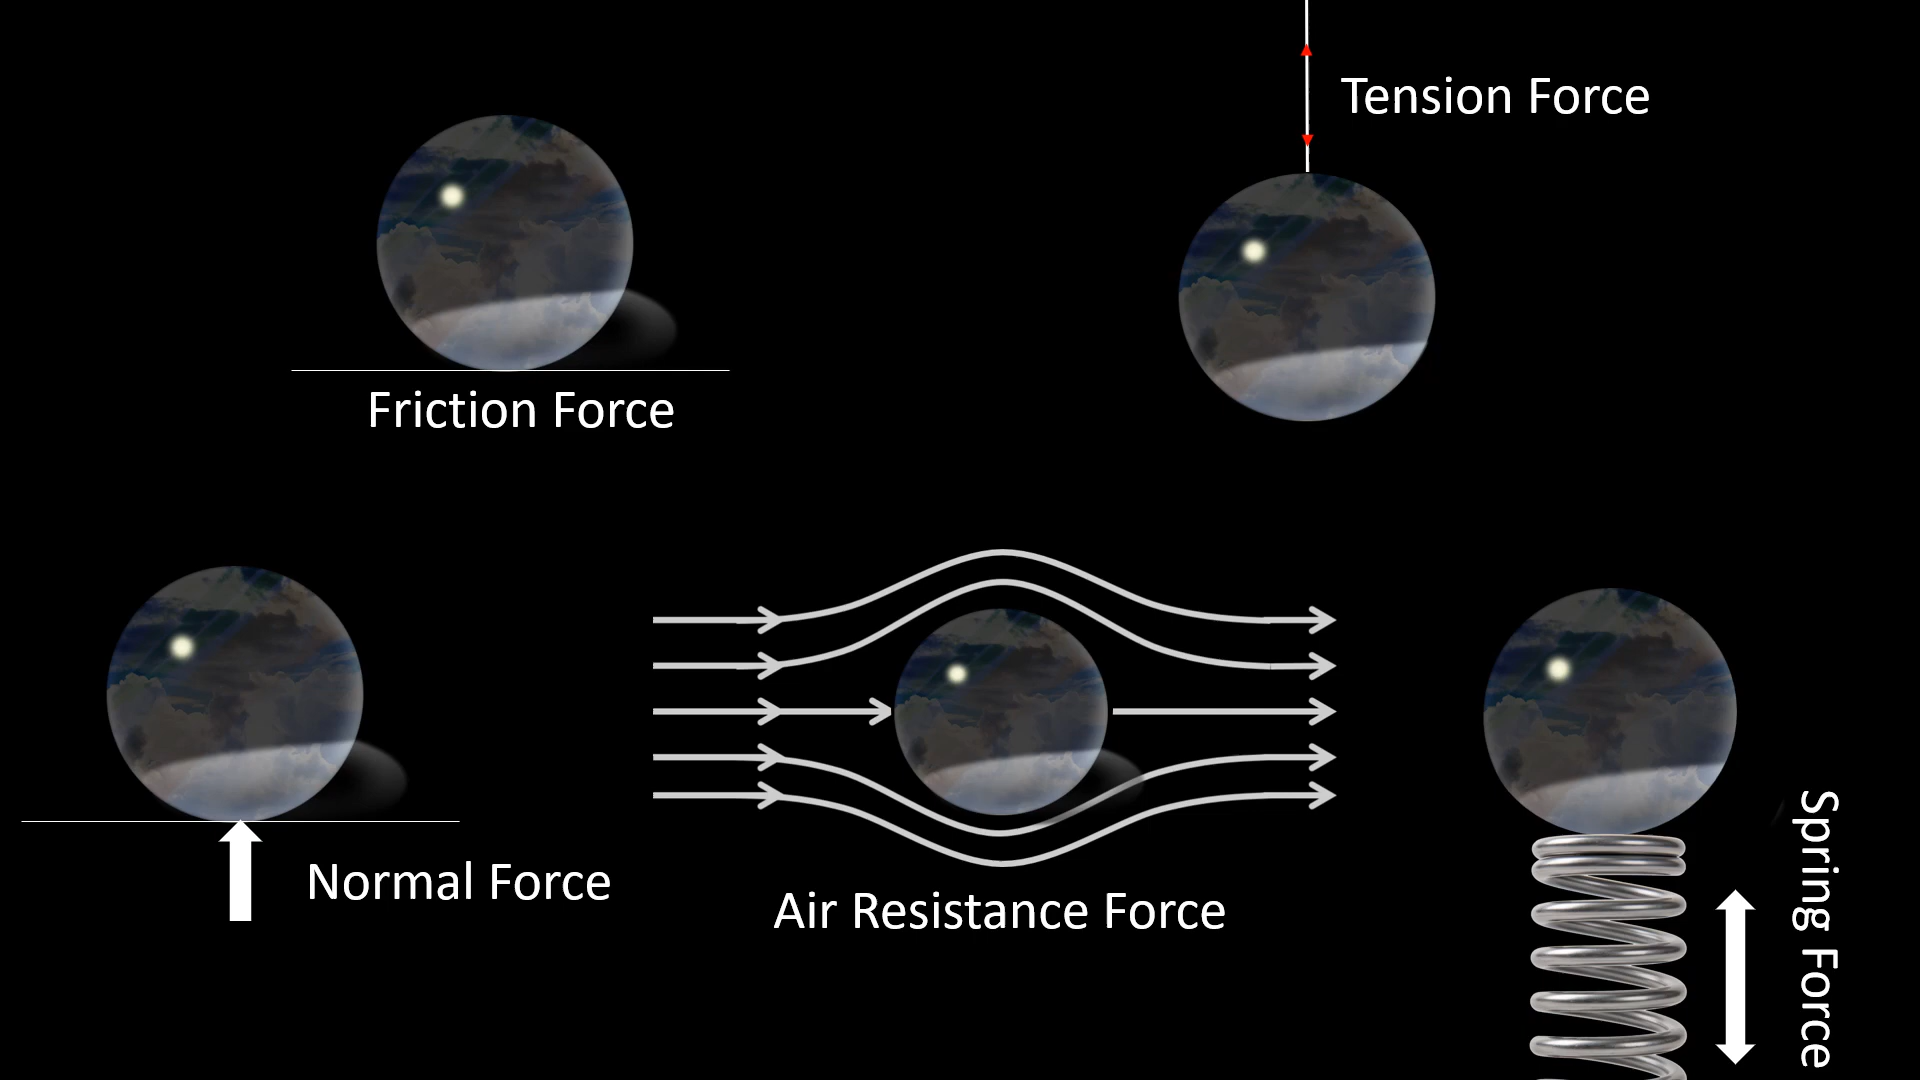 Tension Force
Friction Force
Normal Force
Air Resistance Force
Spring Force